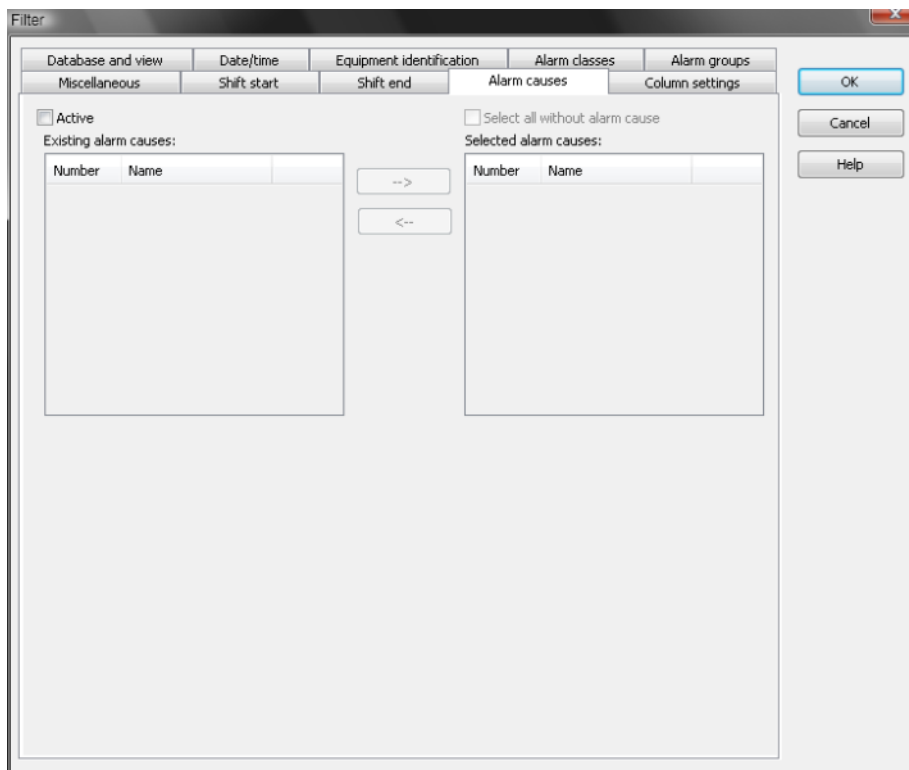 Filter
Database and view Date/time Equipment identification Alarm classes Alarm groups
Miscellaneous Shift start Shift end Alarm causes Column settings
OK
Active Select all without alarm cause
Cancel
Existing alarm causes: Selected alarm causes:
Number Name Number Name
Help
-->
<--